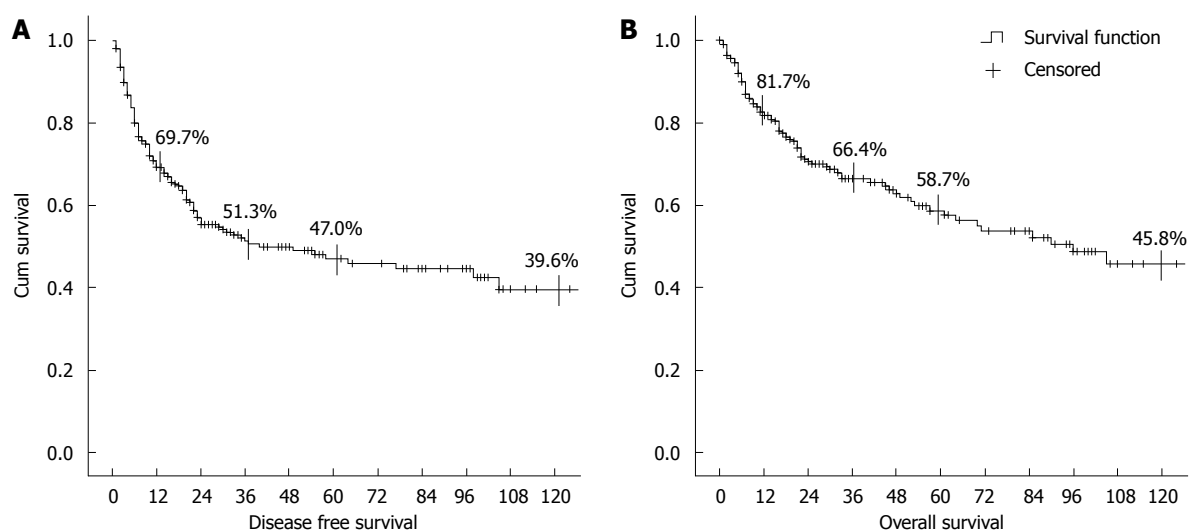 A
1.0
0.8
0.6
0.4
0.2
0.0
Cum survival
69.7%
51.3%
47.0%
39.6%
0 12 24 36 48 60 72 84 96 108 120
Disease free survival
B
Survival function
Censored
1.0
0.8
0.6
0.4
0.2
0.0
Cum survival
81.7%
66.4%
58.7%
45.8%
0 12 24 36 48 60 72 84 96 108 120
Overall survival